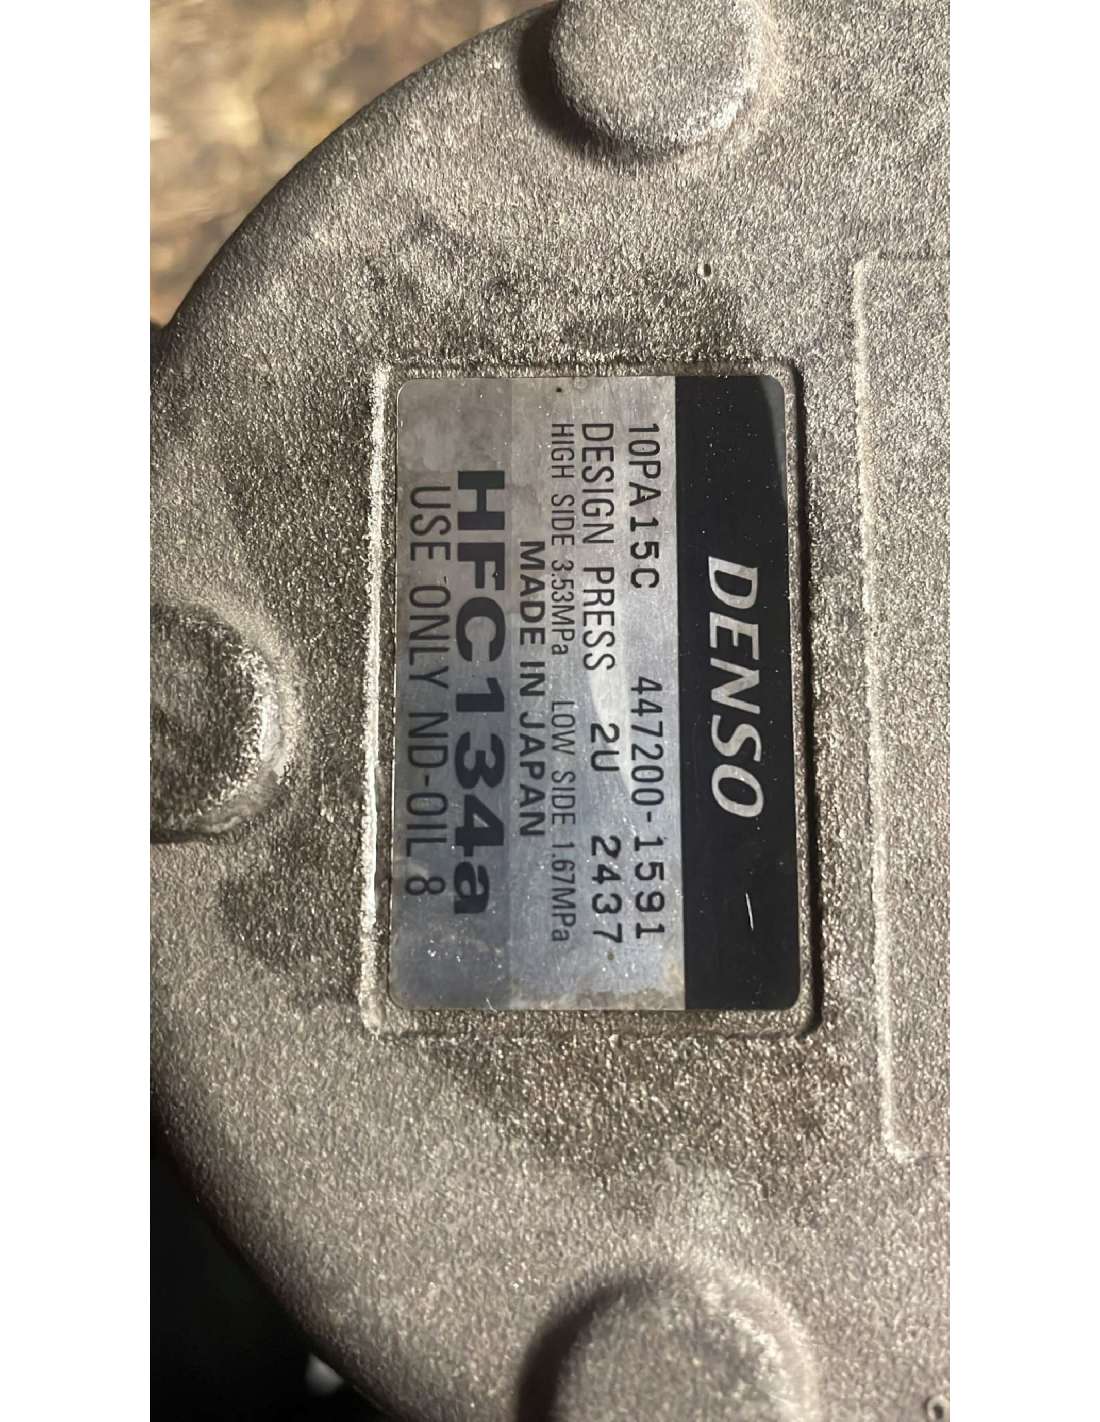 DENSO
10PA15C 447200-1591
DESIGN PRESS 2U 2437
HIGH SIDE 3.53MPa LOW SIDE 1.67MPa
MADE IN JAPAN
HFC134a
USE ONLY ND-OIL 8